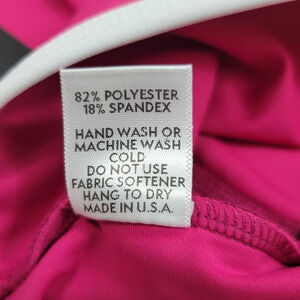 82% POLYESTER
18% SPANDEX
HAND WASH OR
MACHINE WASH
COLD
DO NOT USE
FABRIC SOFTENER
HANG TO DRY
MADE IN U.S.A.